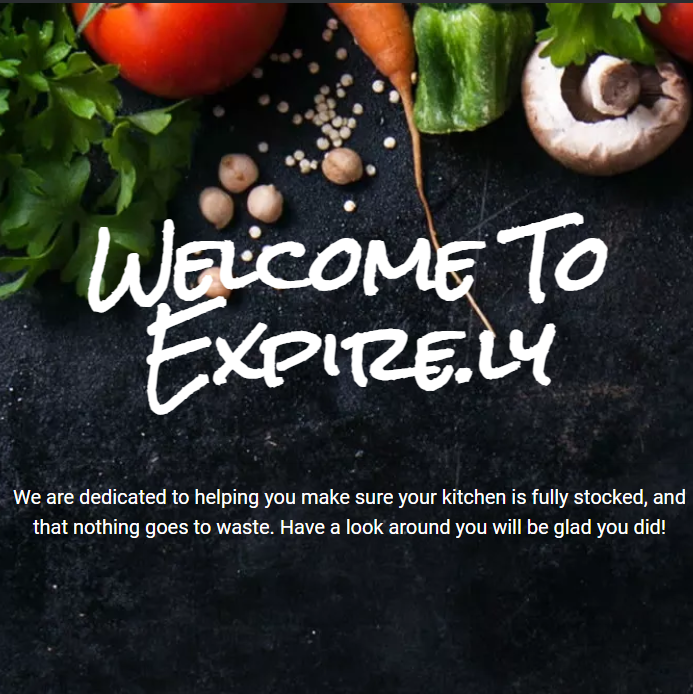 Welcome To
Expire.ly
We are dedicated to helping you make sure your kitchen is fully stocked, and
that nothing goes to waste. Have a look around you will be glad you did!